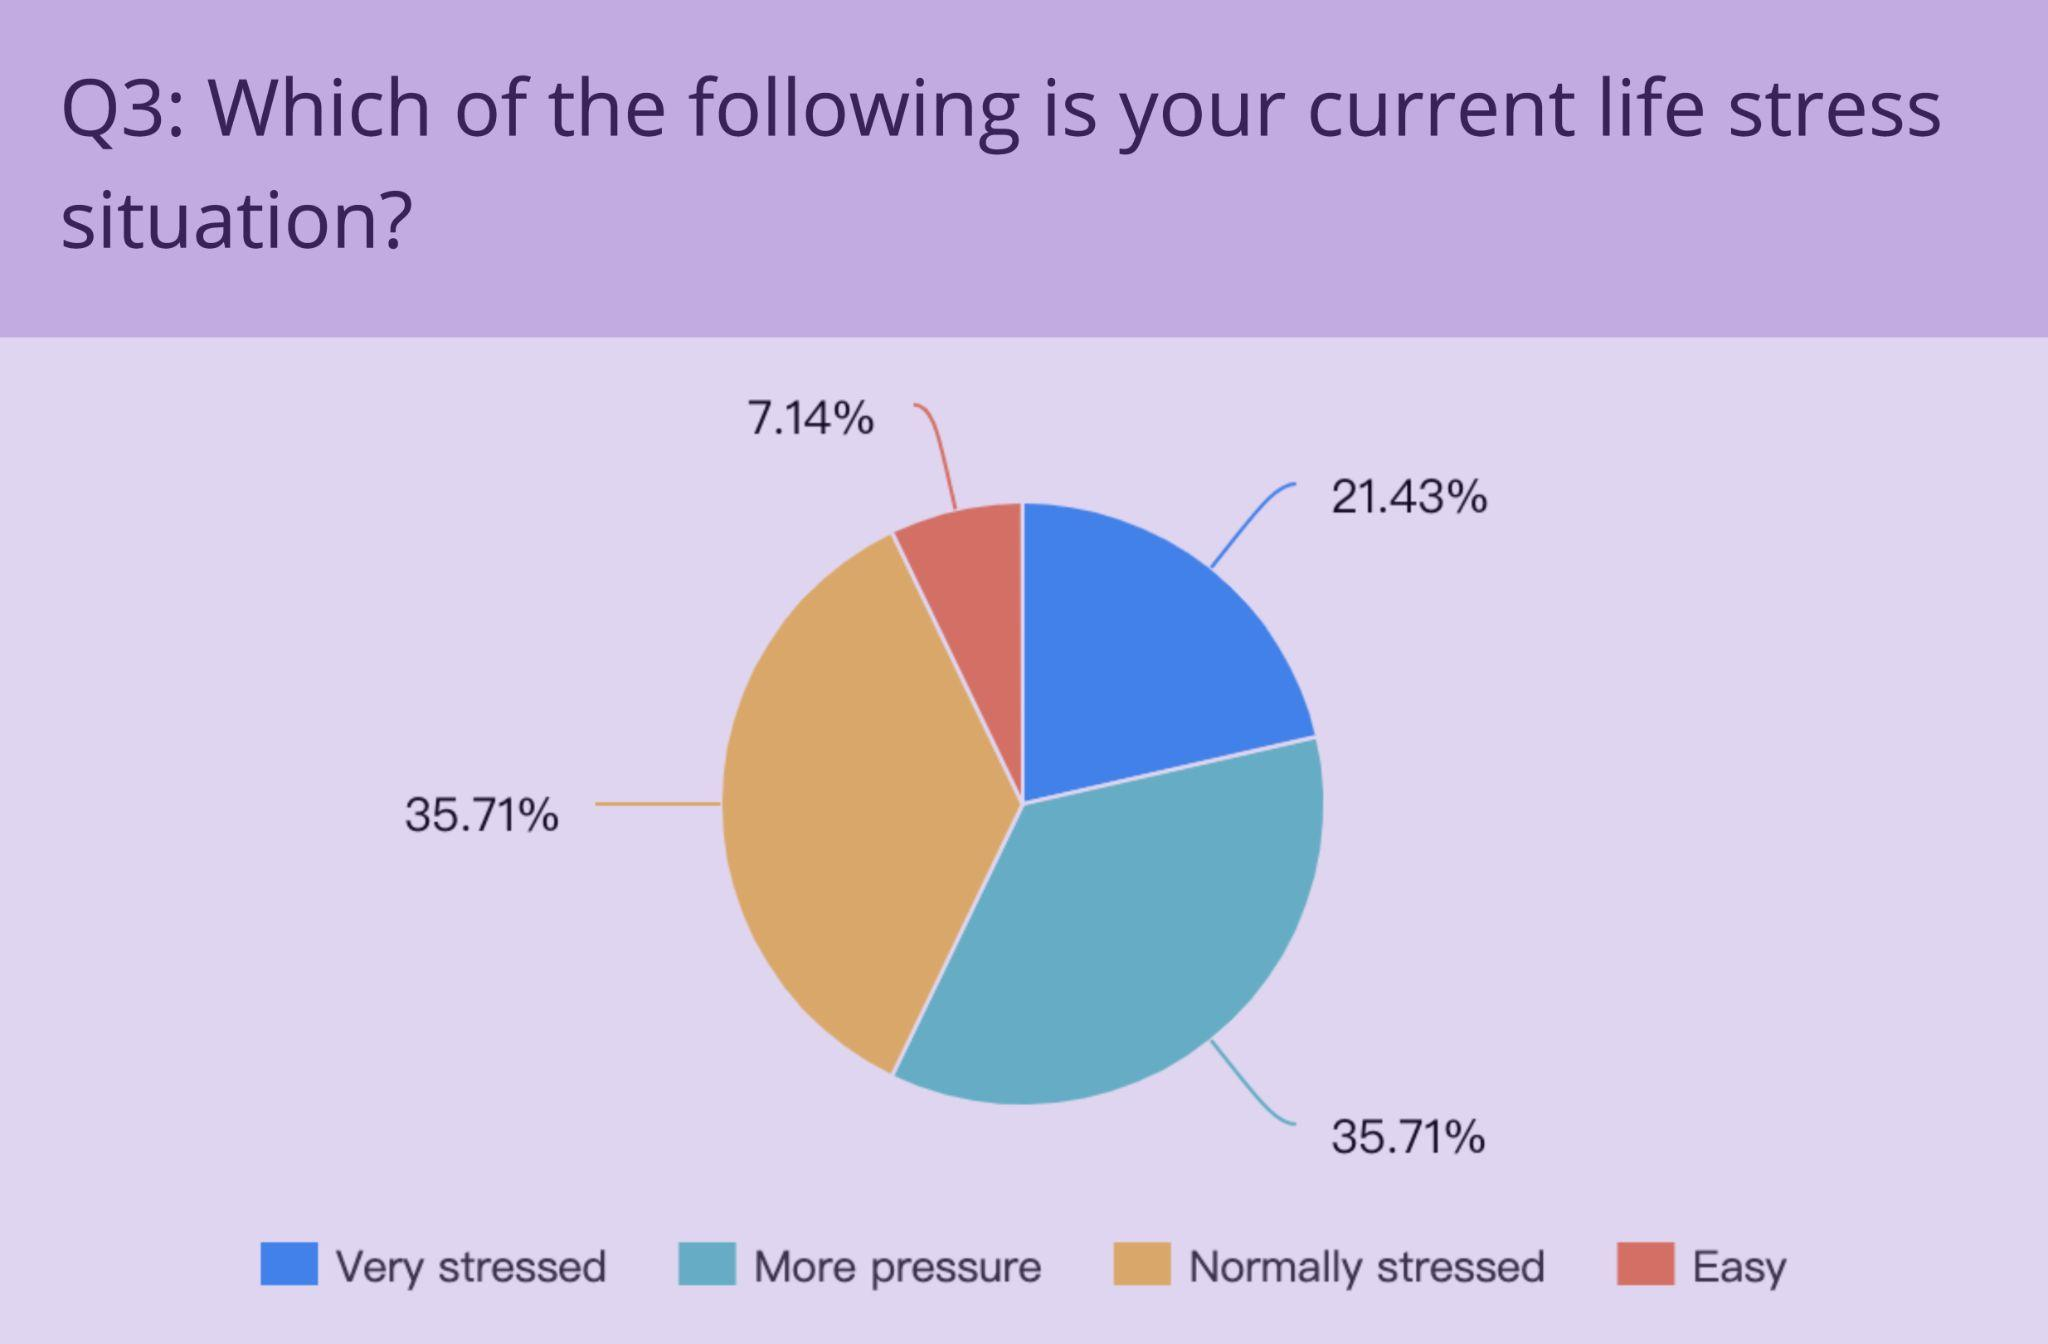 Q3: Which of the following is your current life stress
situation?
7.14%
21.43%
35.71%
35.71%
Very stressed
More pressure
Normally stressed
Easy